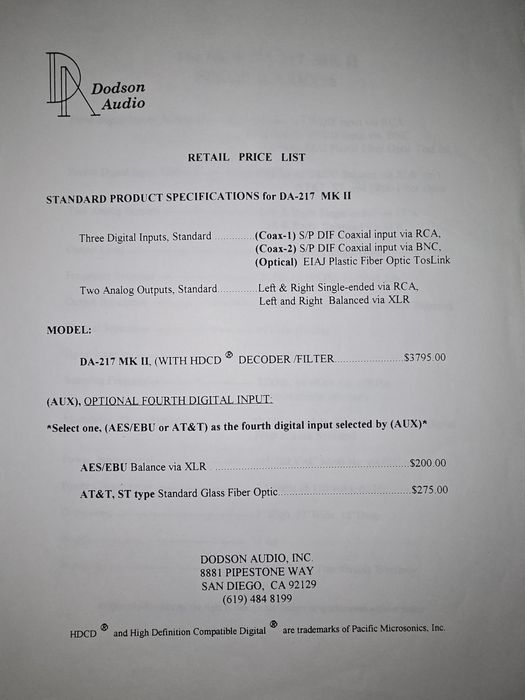 DA Dodson
Audio
RETAIL PRICE LIST
STANDARD PRODUCT SPECIFICATIONS for DA-217 MK II
Three Digital Inputs, Standard .............(Coax-1) S/P DIF Coaxial input via RCA,
(Coax-2) S/P DIF Coaxial input via BNC,
(Optical) EIAJ Plastic Fiber Optic TosLink
Two Analog Outputs, Standard.............Left & Right Single-ended via RCA,
Left and Right Balanced via XLR
MODEL:
DA-217 MK II, (WITH HDCD ® DECODER /FILTER......................$3795.00
(AUX), OPTIONAL FOURTH DIGITAL INPUT:
*Select one, (AES/EBU or AT&T) as the fourth digital input selected by (AUX)*
AES/EBU Balance via XLR ..............................................................$200.00
AT&T, ST type Standard Glass Fiber Optic...........................................$275.00
DODSON AUDIO, INC.
8881 PIPESTONE WAY
SAN DIEGO, CA 92129
(619) 484 8199
HDCD ® and High Definition Compatible Digital ® are trademarks of Pacific Microsonics, Inc.